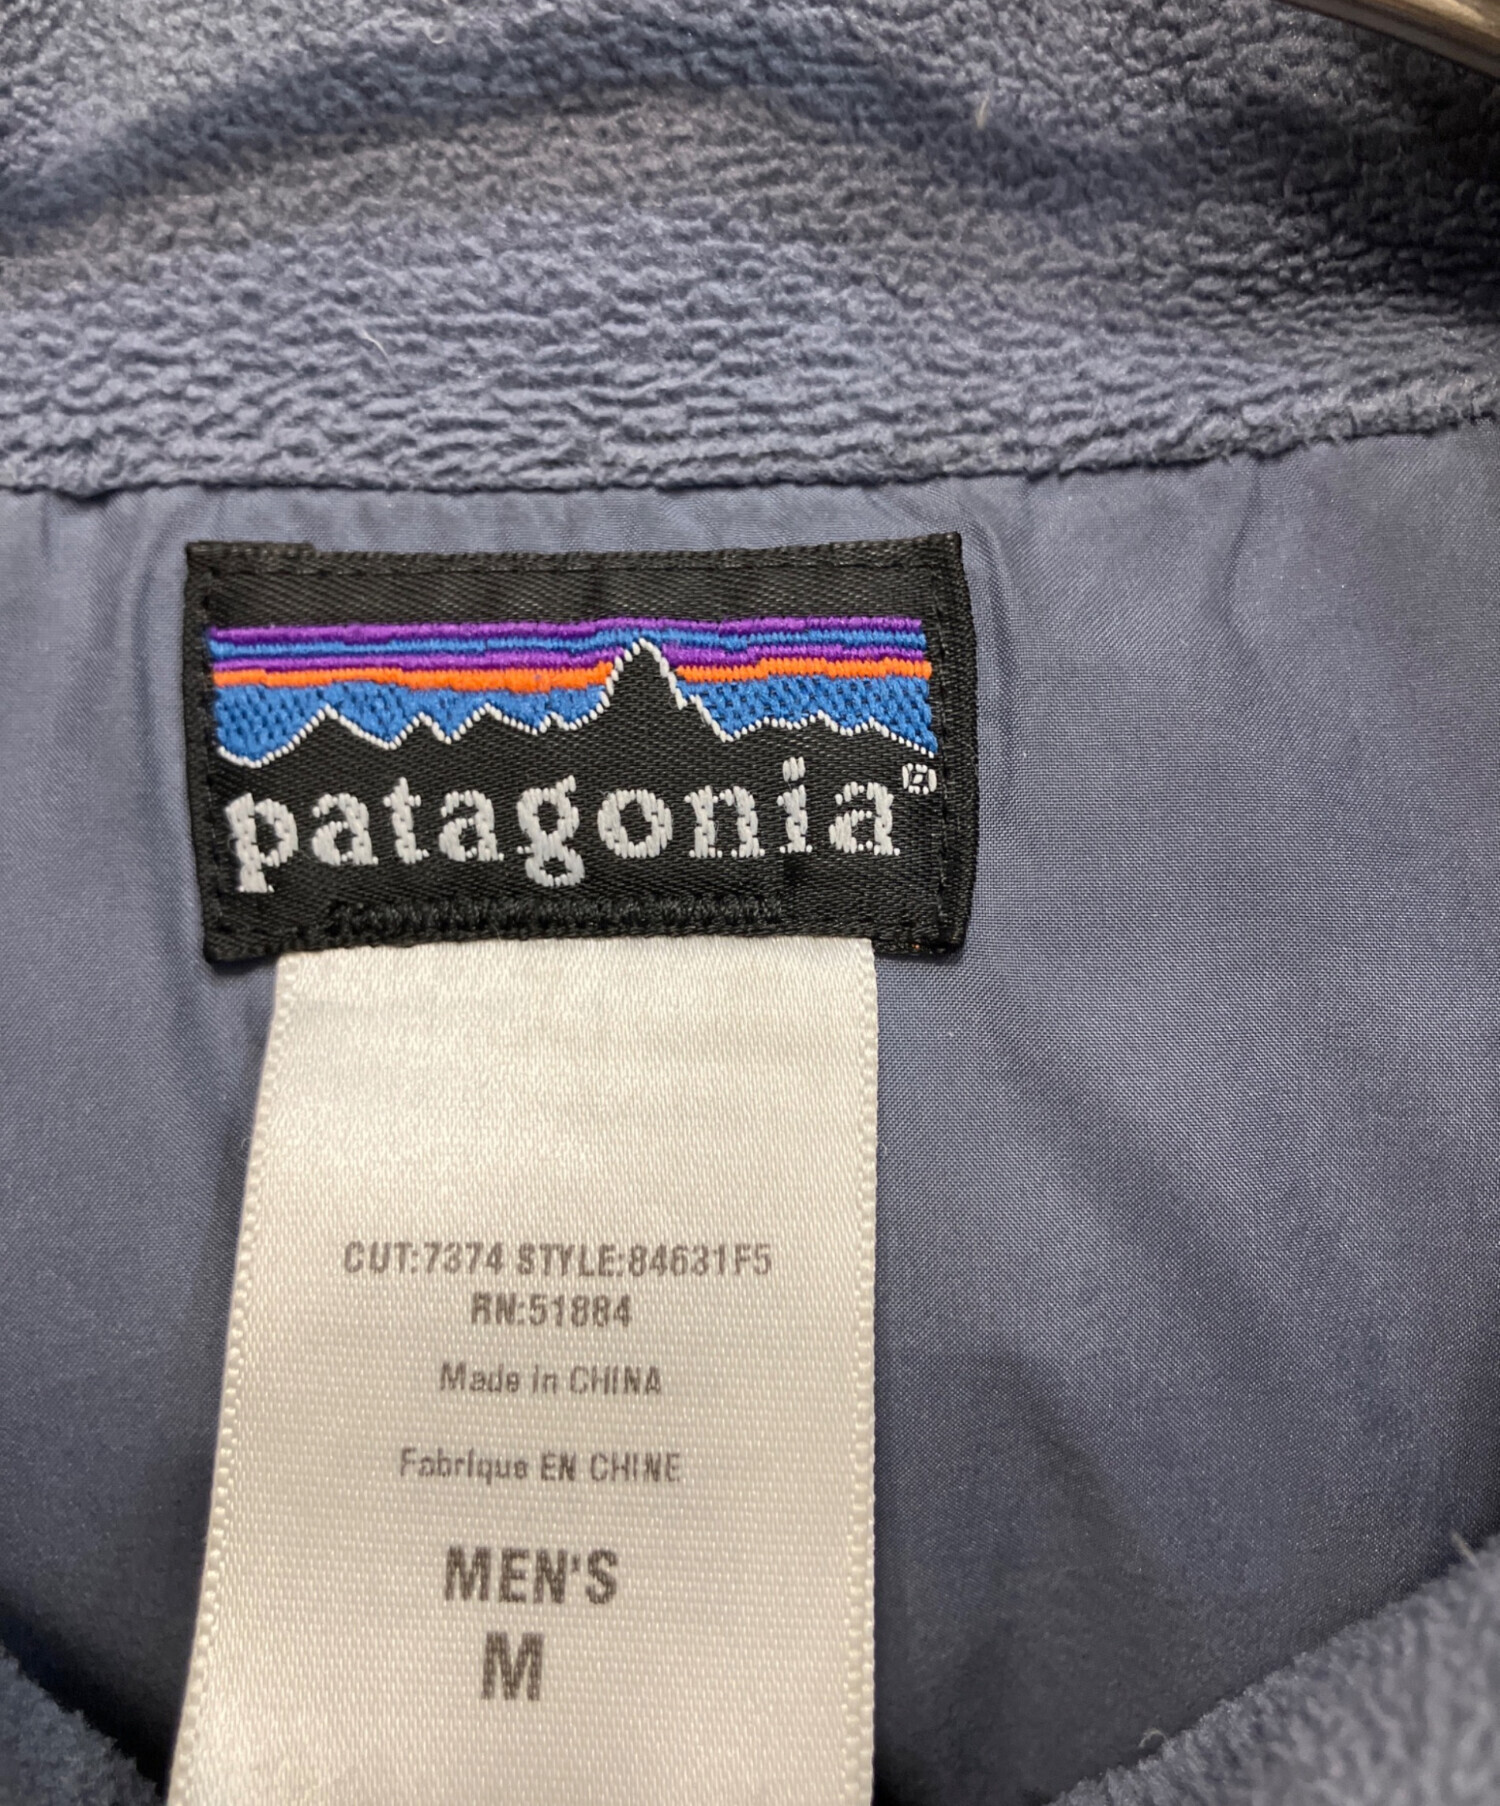 patagonia®
CUT:7374 STYLE:84631F5
RN:51884
Made in CHINA
Fabrique EN CHINE
MEN'S
M